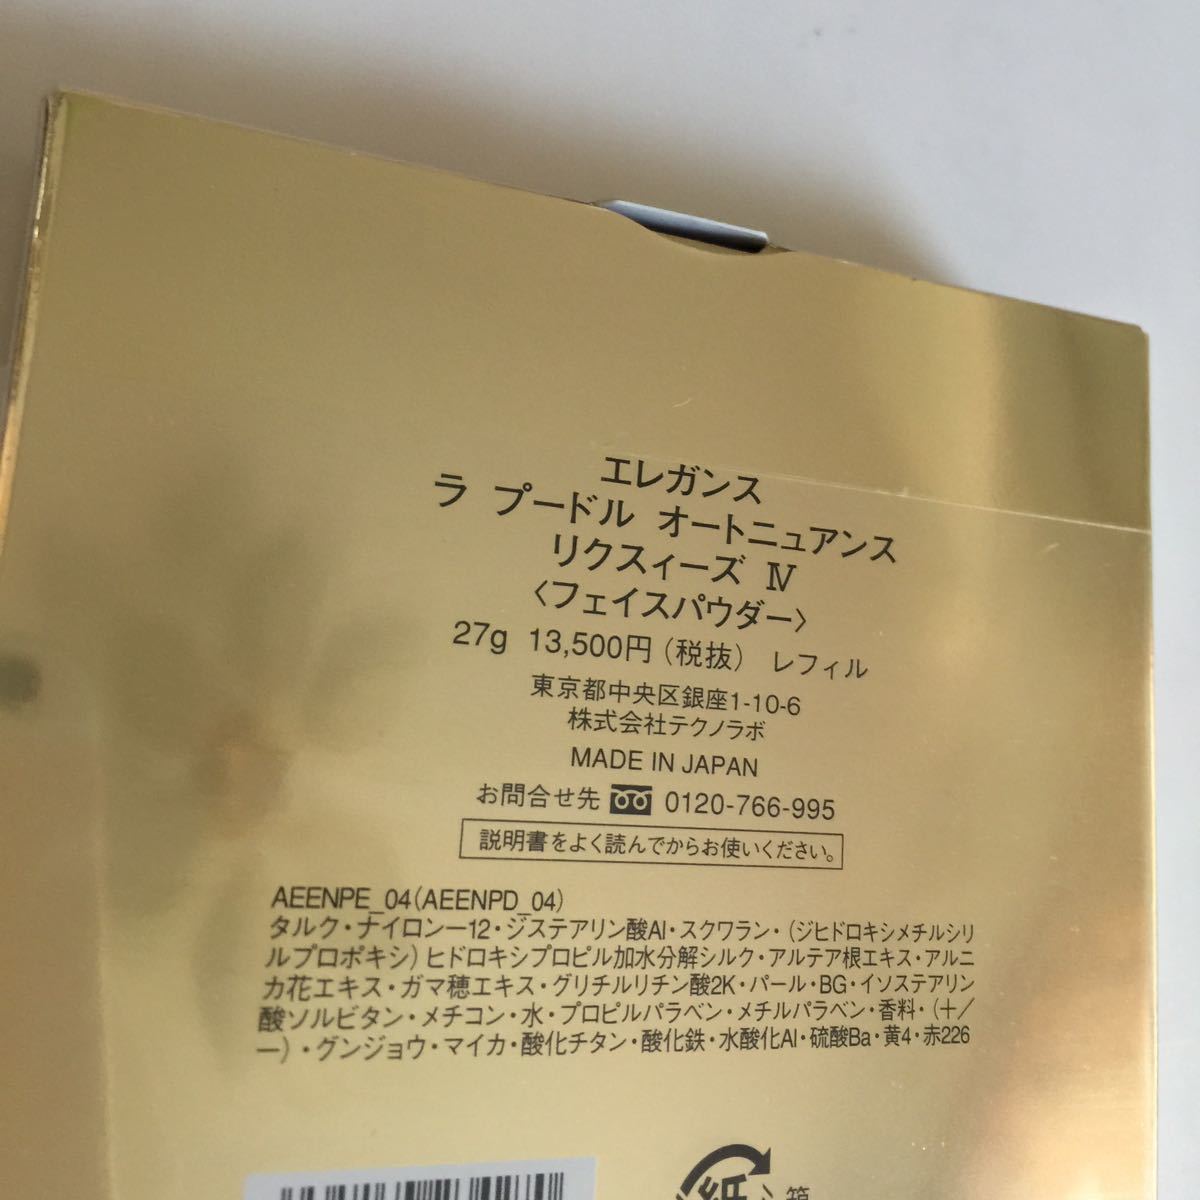 エレガンス
ラ プードル オートニュアンス
リクスィーズ Ⅳ
〈フェイスパウダー〉
27g 13,500円(税抜) レフィル
東京都中央区銀座1-10-6
株式会社テクノラボ
MADE IN JAPAN
お問合せ先 0120-766-995
説明書をよく読んでからお使いください。
AEENPE_04(AEENPD_04)
タルク・ナイロン－12・ジステアリン酸Al・スクワラン・(ジヒドロキシメチルシリ
ルプロポキシ)ヒドロキシプロピル加水分解シルク・アルテア根エキス・アルニ
カ花エキス・ガマ穂エキス・グリチルリチン酸2K・パール・BG・イソステアリン
酸ソルビタン・メチコン・水・プロピルパラベン・メチルパラベン・香料・(＋／
－)・グンジョウ・マイカ・酸化チタン・酸化鉄・水酸化Al・硫酸Ba・黄4・赤226
紙 箱